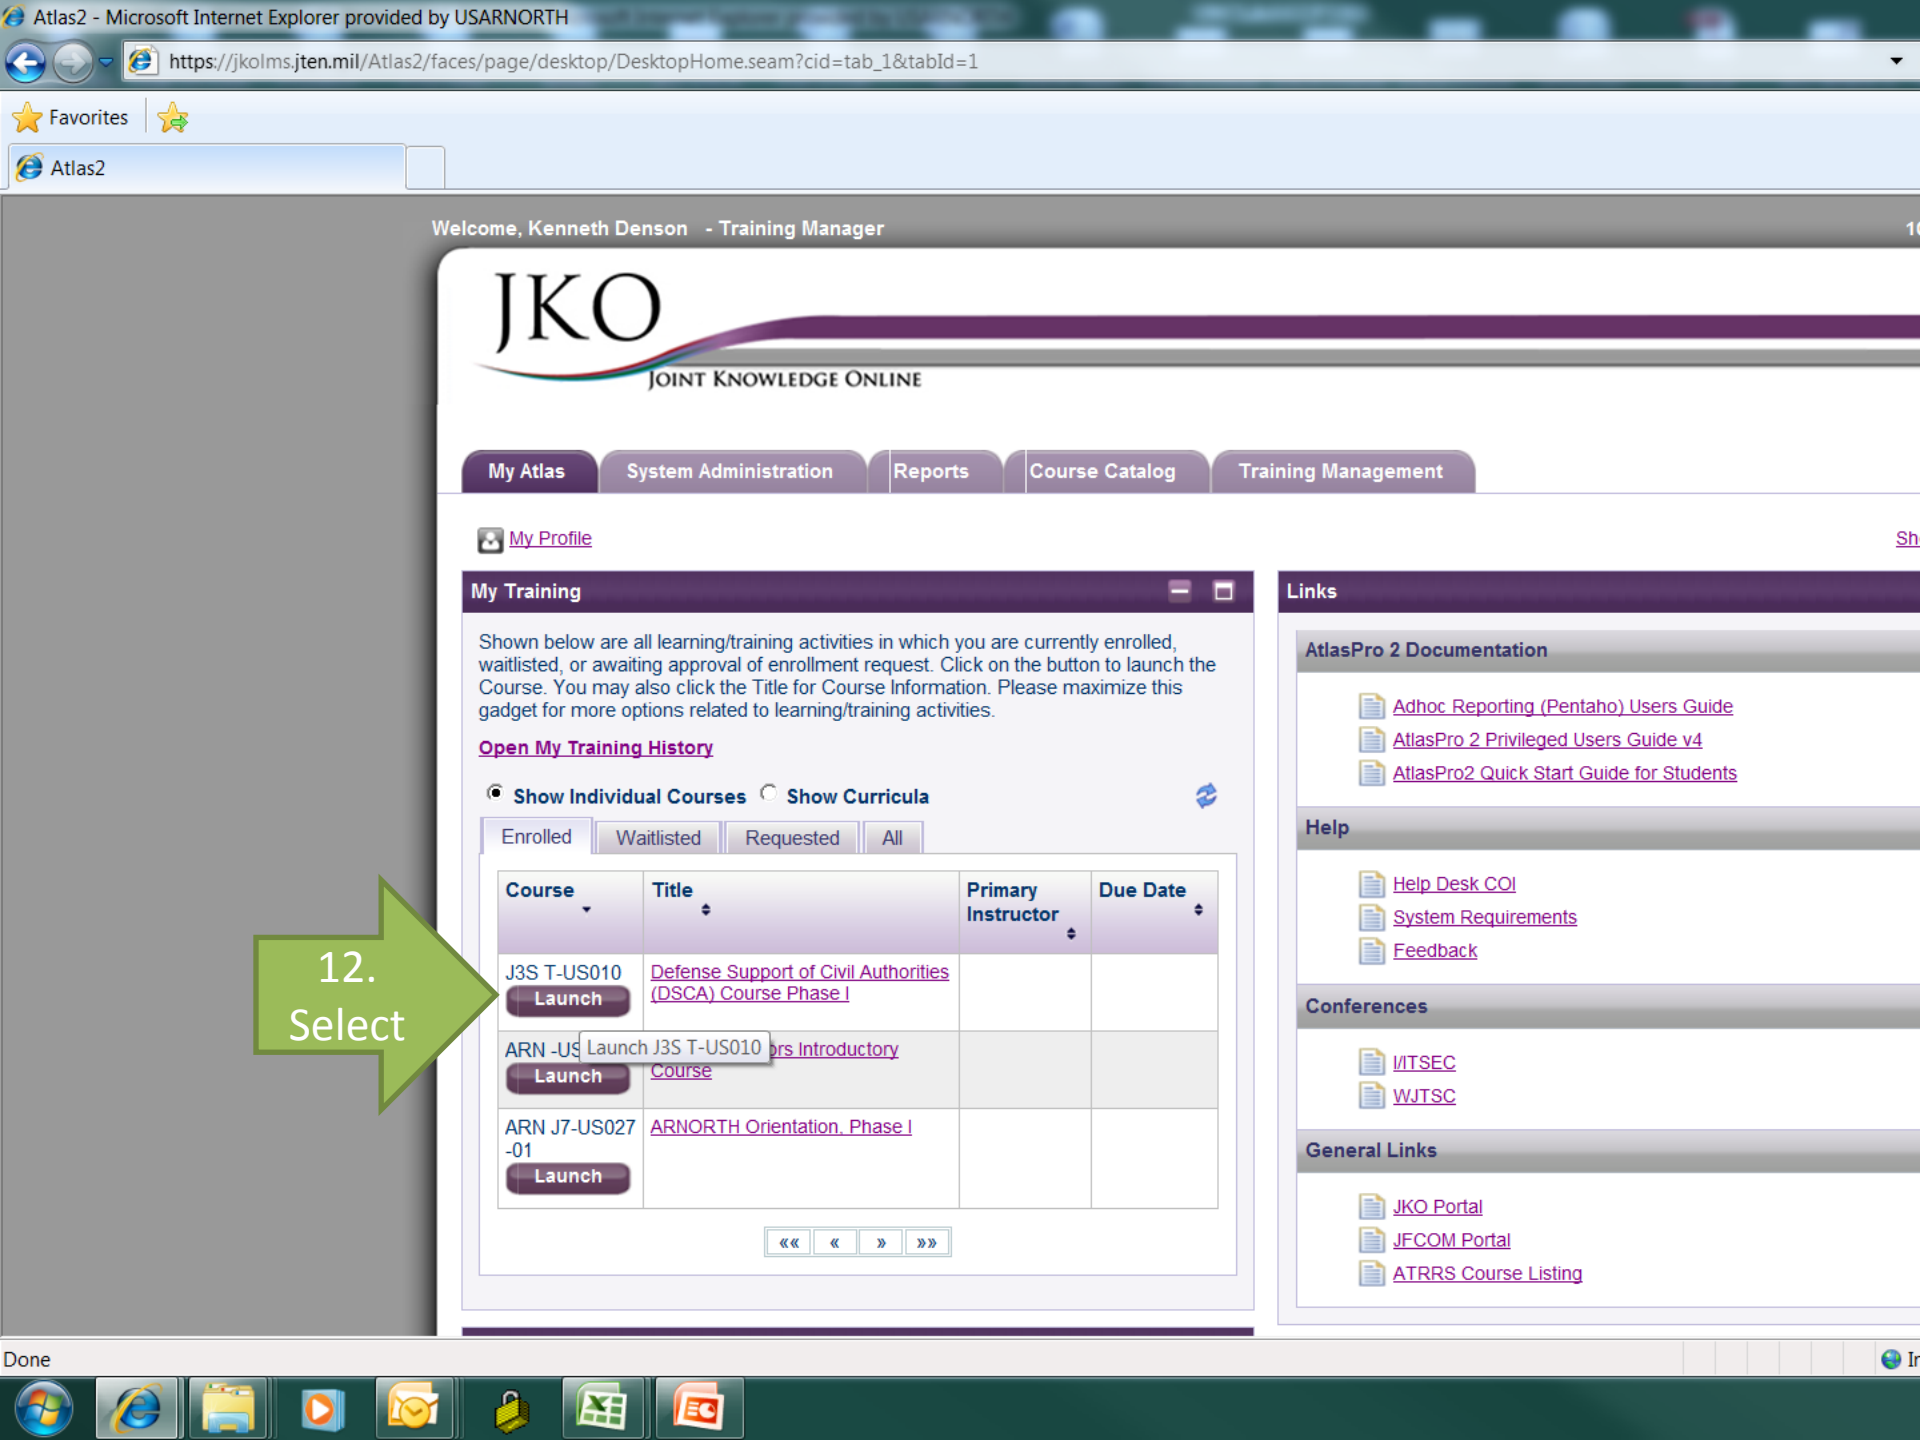 Atlas2 - Microsoft Internet Explorer provided by USARNORTH
https://jkolms.jten.mil/Atlas2/faces/page/desktop/DesktopHome.seam?cid=tab_1&tabId=1
Favorites
Atlas2
Welcome, Kenneth Denson - Training Manager
JKO
JOINT KNOWLEDGE ONLINE
My Atlas System Administration Reports Course Catalog Training Management
My Profile
My Training
Shown below are all learning/training activities in which you are currently enrolled,
waitlisted, or awaiting approval of enrollment request. Click on the button to launch the
Course. You may also click the Title for Course Information. Please maximize this
gadget for more options related to learning/training activities.
Open My Training History
Show Individual Courses Show Curricula
Enrolled Waitlisted Requested All
Course Title Primary Due Date
Instructor
12.
Select
J3S T-US010 Defense Support of Civil Authorities
(DSCA) Course Phase I
Launch
ARN -US Launch J3S T-US010 ors Introductory
Course
Launch
ARN J7-US027 ARNORTH Orientation, Phase I
-01
Launch
«« « » »»
Links
AtlasPro 2 Documentation
Adhoc Reporting (Pentaho) Users Guide
AtlasPro 2 Privileged Users Guide v4
AtlasPro2 Quick Start Guide for Students
Help
Help Desk COI
System Requirements
Feedback
Conferences
I/ITSEC
WJTSC
General Links
JKO Portal
JFCOM Portal
ATRRS Course Listing
Done